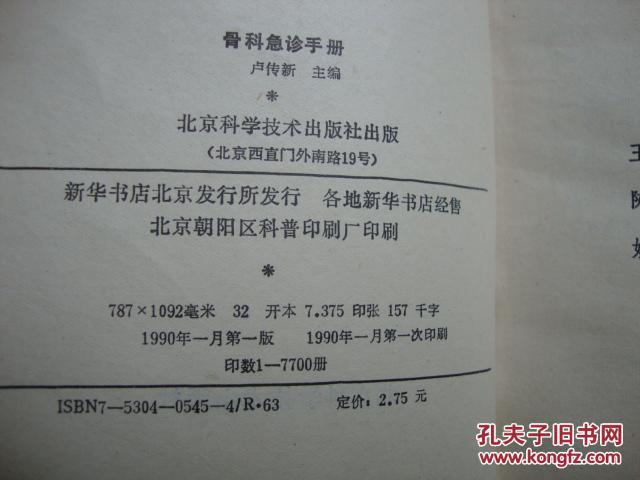 骨科急诊手册
卢传新 主编
*
北京科学技术出版社出版
(北京西直门外南路19号)
新华书店北京发行所发行 各地新华书店经售
北京朝阳区科普印刷厂印刷
*
787×1092毫米 32 开本 7.375 印张 157 千字
1990年一月第一版 1990年一月第一次印刷
印数1—7700册
ISBN7—5304—0545—4/R·63 定价：2.75 元
孔夫子旧书网
www.kongfz.com